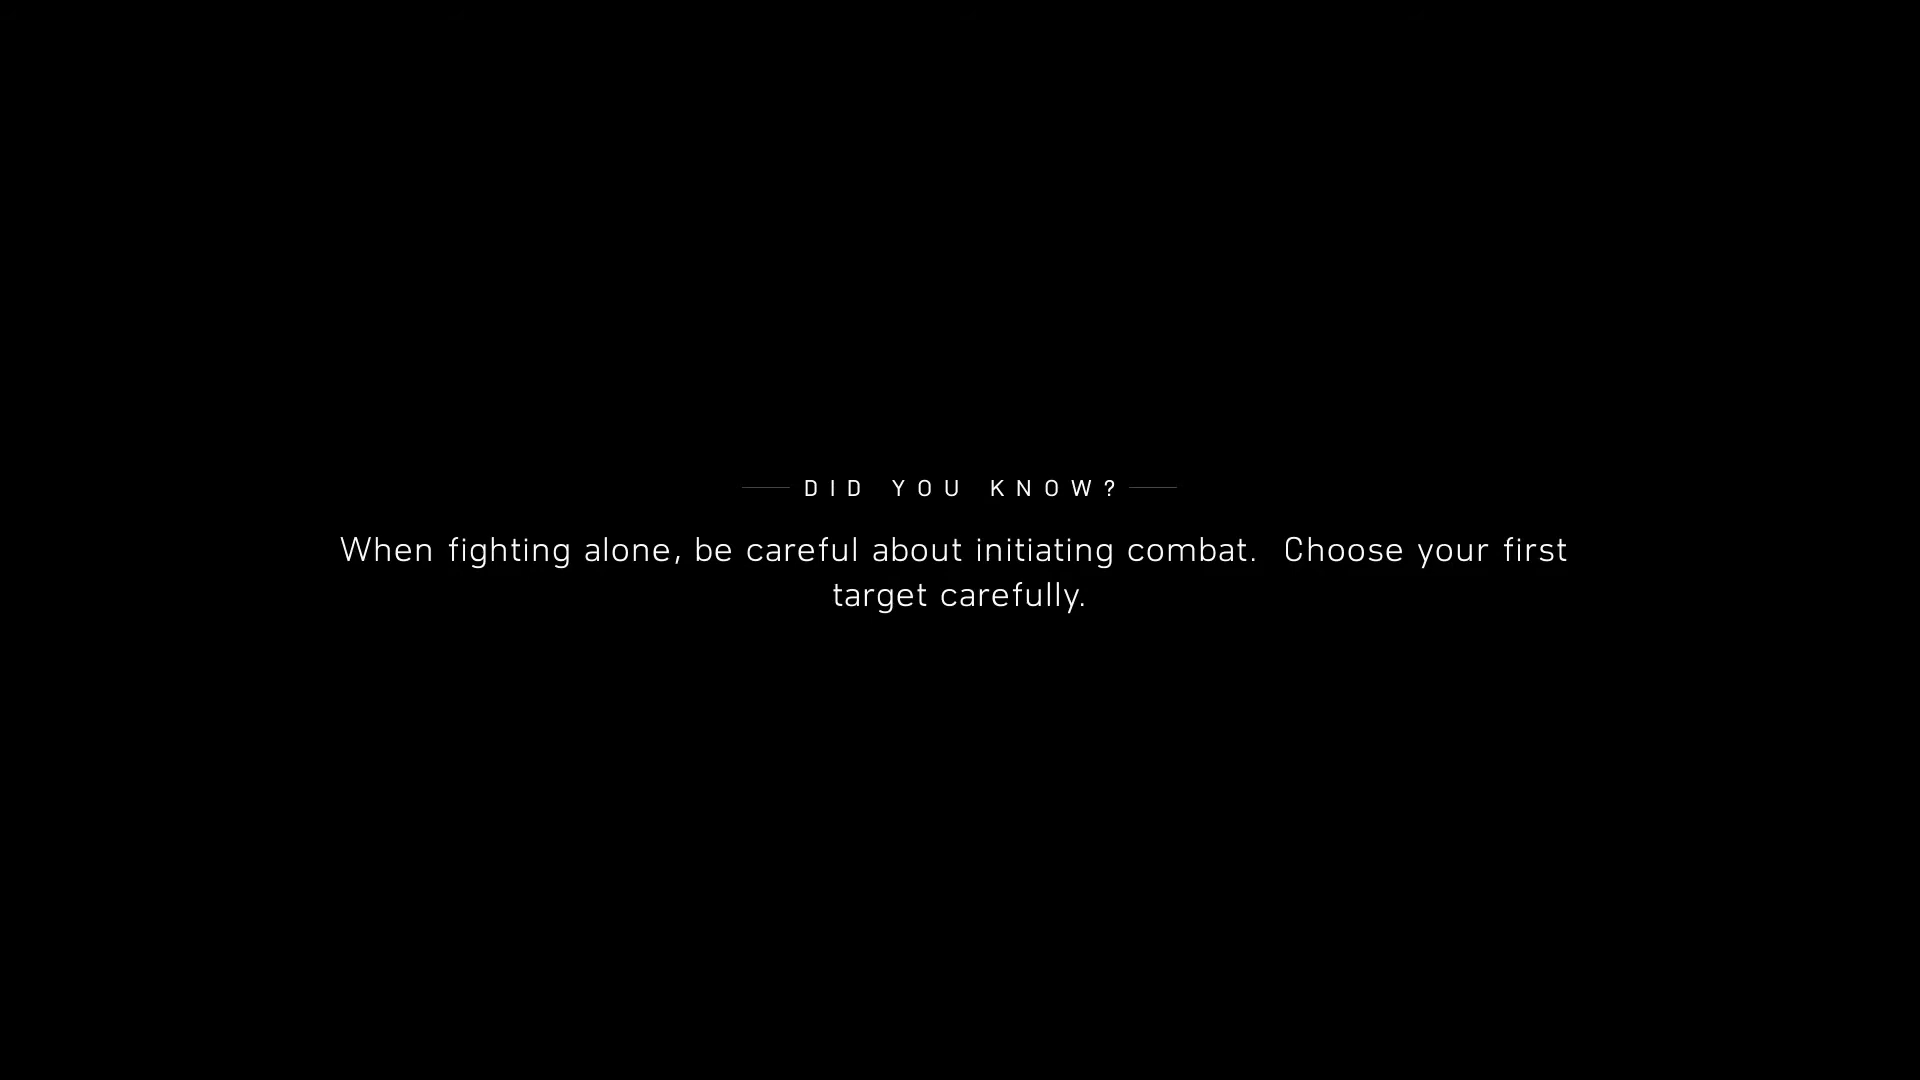 DID YOU KNOW?
When fighting alone, be careful about initiating combat.  Choose your first
target carefully.